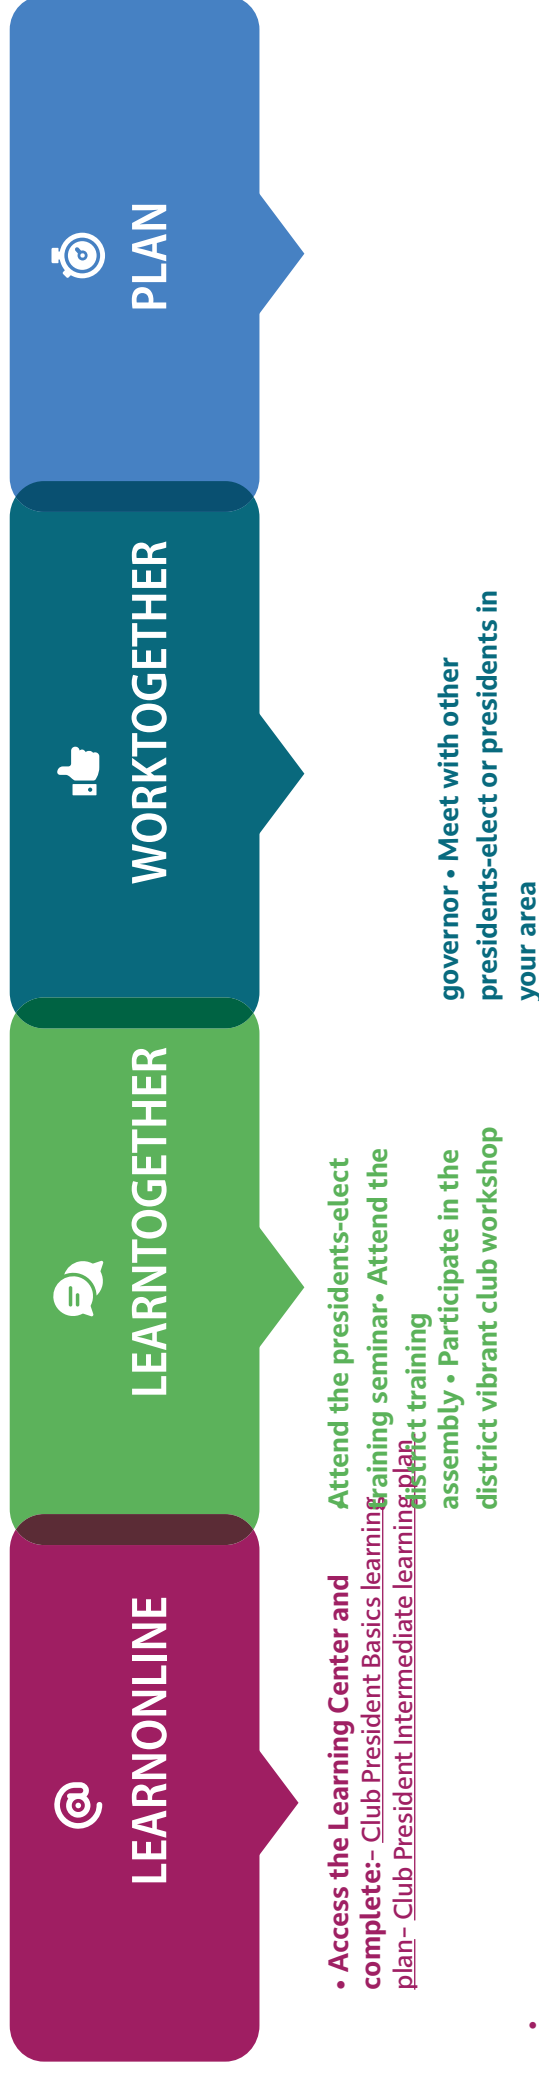 LEARNONLINE
• Access the Learning Center and
complete:– Club President Basics learning
plan– Club President Intermediate learning plan
•
LEARNTOGETHER
Attend the presidents-elect
training seminar• Attend the
district training
assembly • Participate in the
district vibrant club workshop
WORKTOGETHER
governor • Meet with other
presidents-elect or presidents in
your area
PLAN